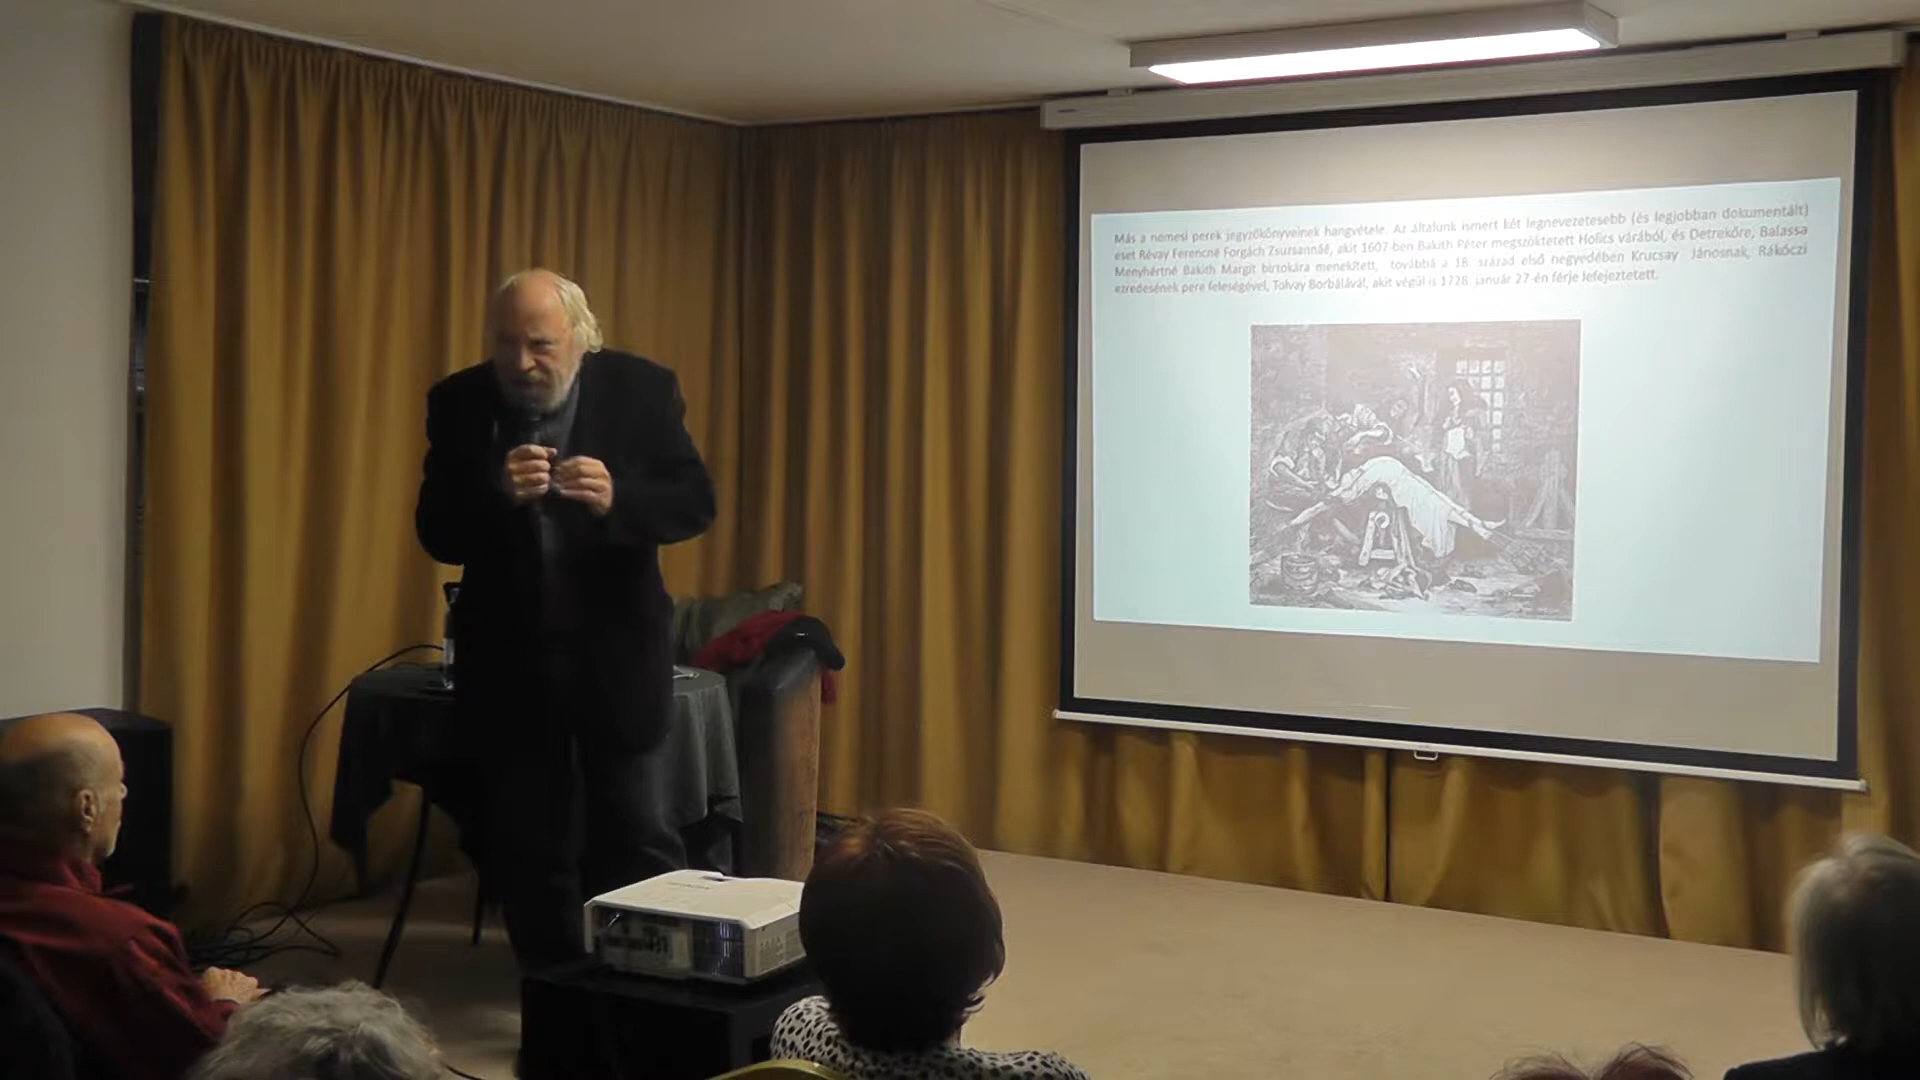 Más a nemesi perek jegyzőkönyveinek hangvétele. Az általunk ismert két legnevezetesebb (és legjobban dokumentált)
eset Révay Ferencné Forgách Zsuzsannáé, akit 1607-ben Bakith Péter megszöktetett Holics várából, és Detrekőre, Balassa
Menyhértné Bakith Margit birtokára menekített, továbbá a 18. század első negyedében Krucsay Jánosnak, Rákóczi
ezredesének pere feleségével, Tolvay Borbálával, akit végül is 1728. január 27-én férje lefejeztetett.